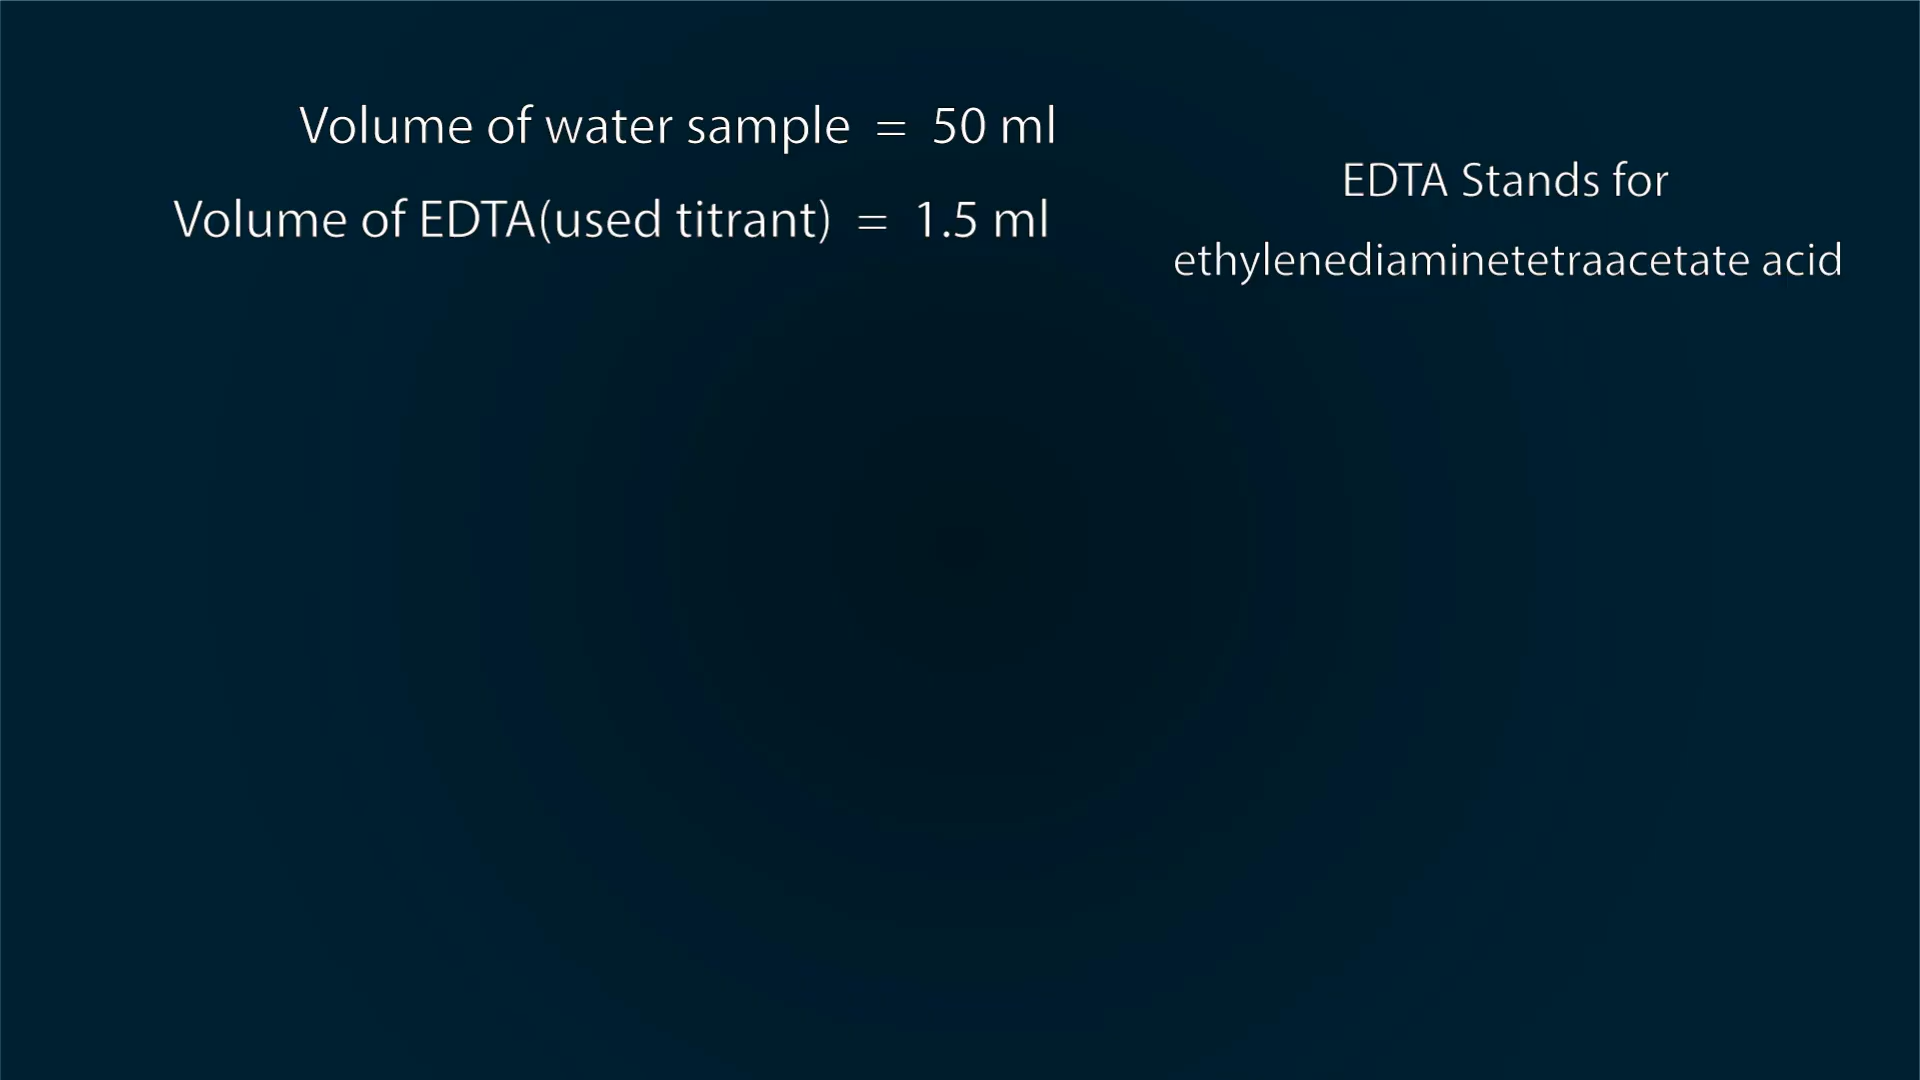 Volume of water sample = 50 ml
Volume of EDTA(used titrant) = 1.5 ml
EDTA Stands for
ethylenediaminetetraacetate acid